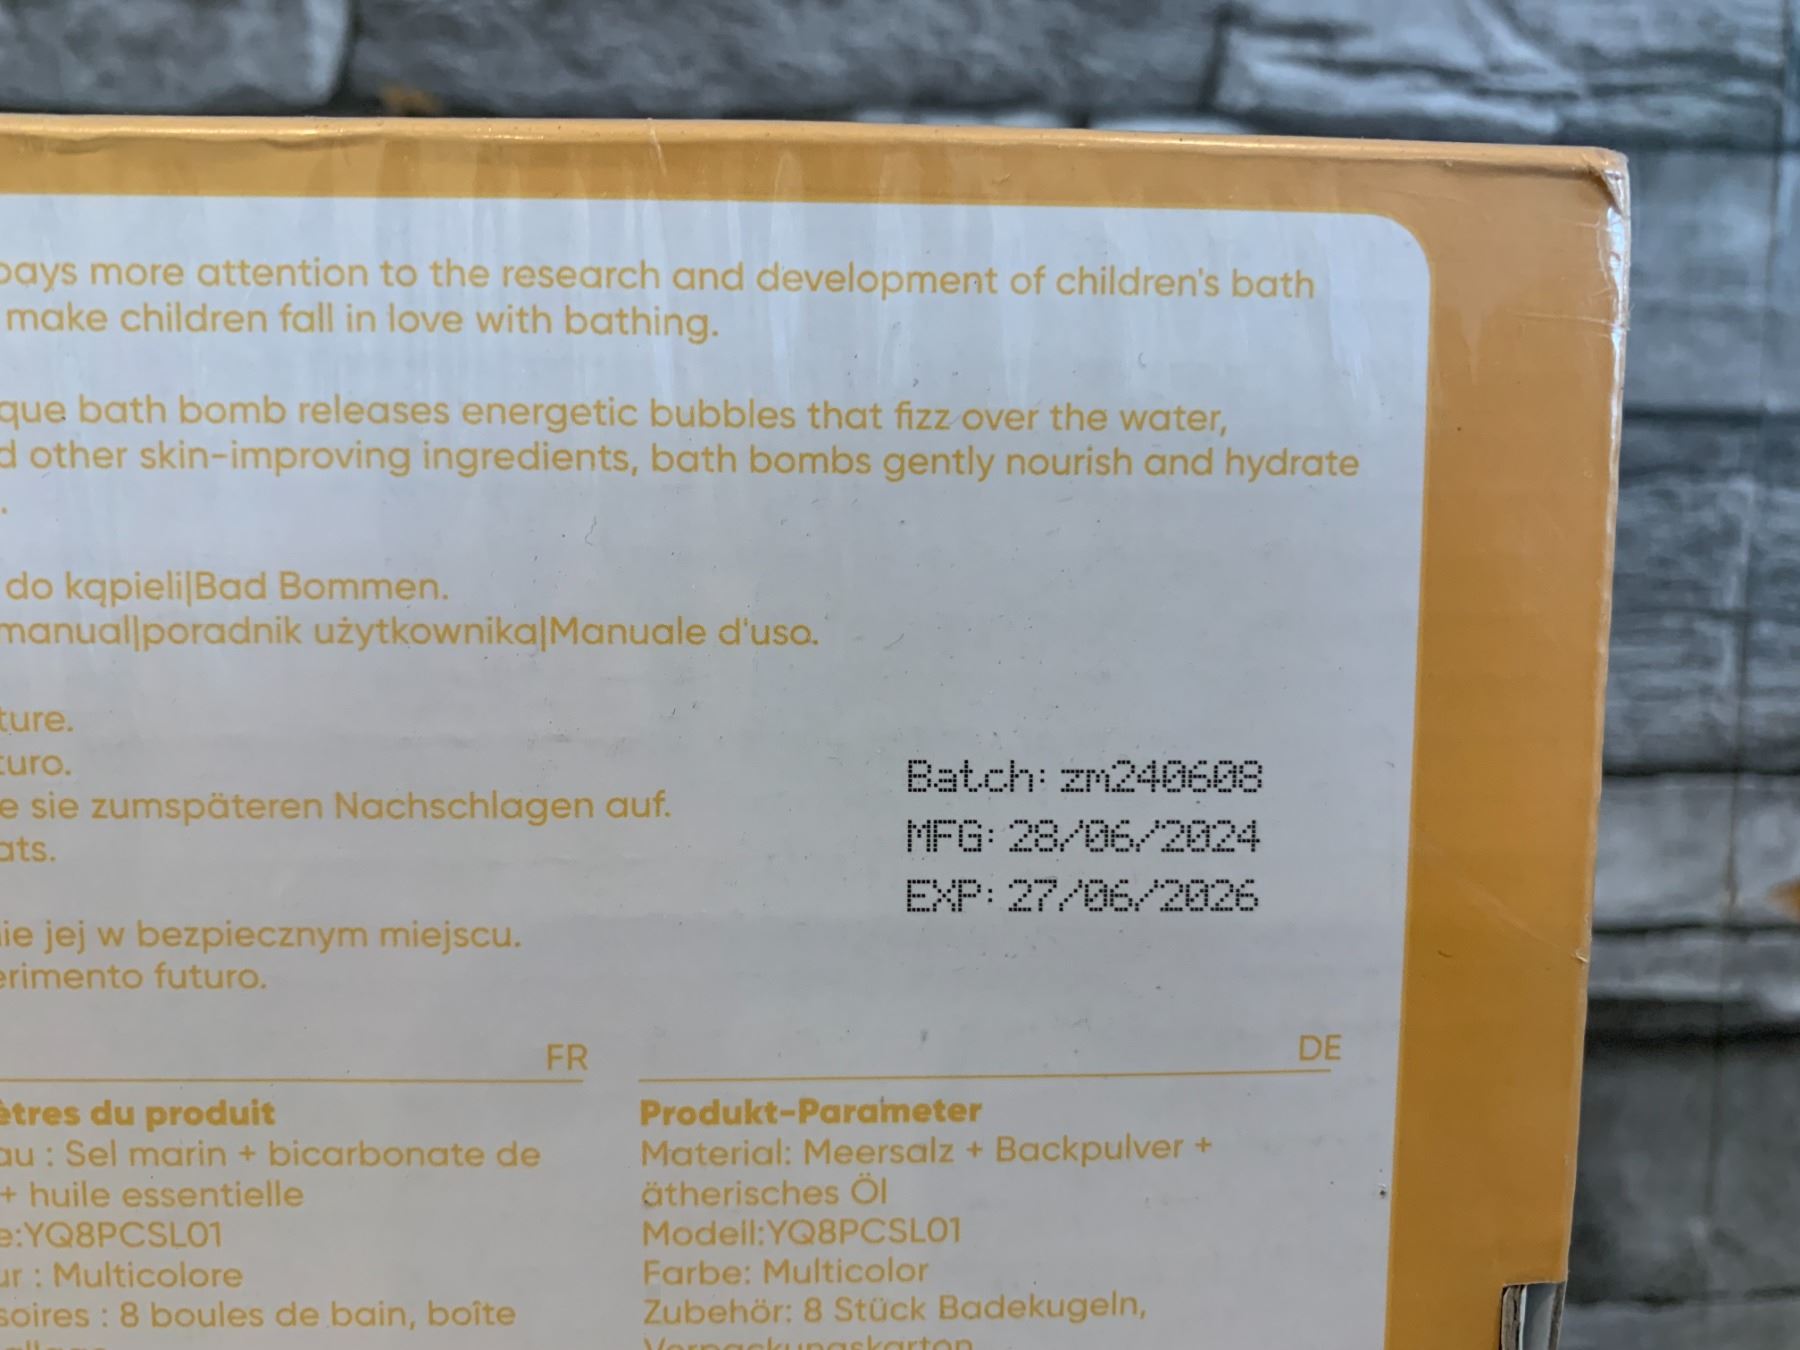 pays more attention to the research and development of children's bath
make children fall in love with bathing.
que bath bomb releases energetic bubbles that fizz over the water,
d other skin-improving ingredients, bath bombs gently nourish and hydrate
.
do kąpieli|Bad Bommen.
manual|poradnik użytkownika|Manuale d'uso.
ture.
turo.
e sie zumspäteren Nachschlagen auf.
ats.
Batch: zm240608
MFG: 28/06/2024
EXP: 27/06/2026
ie jej w bezpiecznym miejscu.
erimento futuro.
FR
ètres du produit
au : Sel marin + bicarbonate de
+ huile essentielle
e:YQ8PCSL01
ur : Multicolore
soires : 8 boules de bain, boîte
DE
Produkt-Parameter
Material: Meersalz + Backpulver +
ätherisches Öl
Modell:YQ8PCSL01
Farbe: Multicolor
Zubehör: 8 Stück Badekugeln,
Verpackungskarton